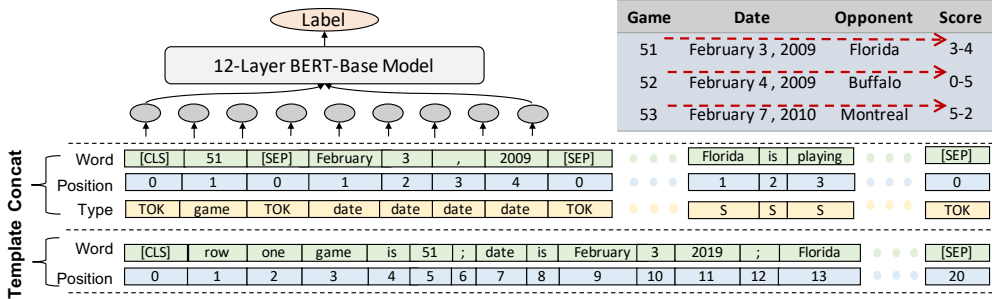 Label
12-Layer BERT-Base Model
Game Date Opponent Score
51 February 3 , 2009 Florida 3-4
52 February 4 , 2009 Buffalo 0-5
53 February 7 , 2010 Montreal 5-2
Concat
Word [CLS] 51 [SEP] February 3 , 2009 [SEP] Florida is playing [SEP]
Position 0 1 0 1 2 3 4 0 1 2 3 0
Type TOK game TOK date date date date TOK S S S TOK
Template
Word [CLS] row one game is 51 ; date is February 3 2019 ; Florida [SEP]
Position 0 1 2 3 4 5 6 7 8 9 10 11 12 13 20